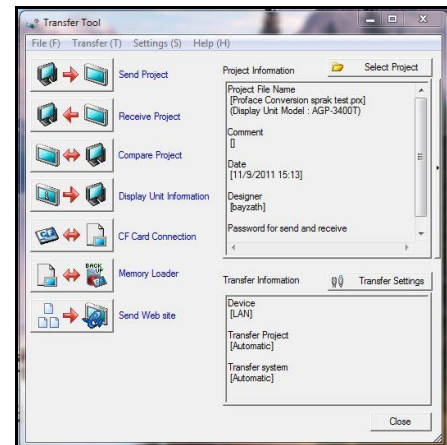 Transfer Tool
File (F) Transfer (T) Settings (S) Help (H)
Send Project
Receive Project
Compare Project
Display Unit Information
CF Card Connection
BACK UP
Memory Loader
Send Web site
Project Information
Select Project
Project File Name
[Proface Conversion sprak test.prx]
(Display Unit Model : AGP-3400T)
Comment
[]
Date
[11/9/2011 15:13]
Designer
[bayzath]
Password for send and receive
Transfer Information
Transfer Settings
Device
[LAN]
Transfer Project
[Automatic]
Transfer system
[Automatic]
Close